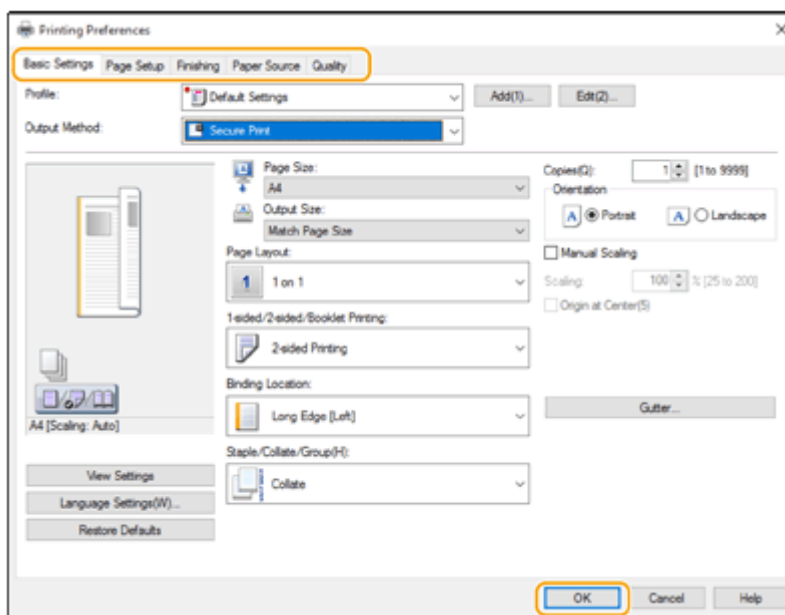 Printing Preferences
Basic Settings Page Setup Finishing Paper Source Quality
Profile: Default Settings Add(1)... Edit(2)...
Output Method: Secure Print
Page Size:
A4
Output Size:
Match Page Size
Page Layout:
1 1 on 1
1-sided/2-sided/Booklet Printing:
2-sided Printing
Binding Location:
Long Edge [Left]
Staple/Collate/Group(H):
Collate
Copies(Q): 1 [1 to 9999]
Orientation
A Portrait A Landscape
Manual Scaling
Scaling: 100 % [25 to 200]
Origin at Center(5)
Gutter...
A4 [Scaling: Auto]
View Settings
Language Settings(W)...
Restore Defaults
OK Cancel Help